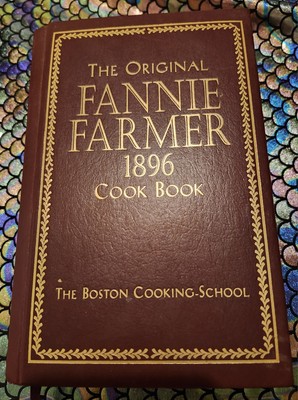 THE ORIGINAL
FANNIE
FARMER
1896
COOK BOOK
THE BOSTON COOKING-SCHOOL